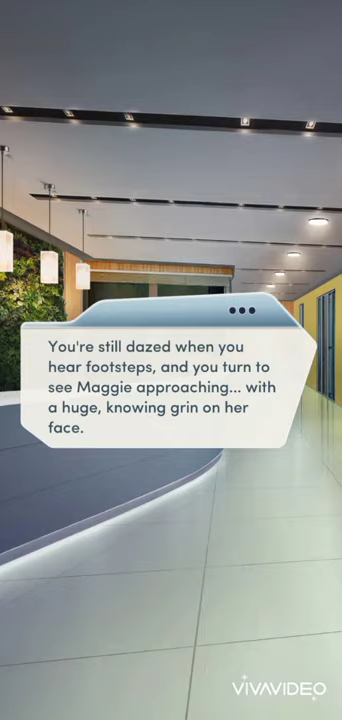 You're still dazed when you
hear footsteps, and you turn to
see Maggie approaching... with
a huge, knowing grin on her
face.
VIVAVIDEO